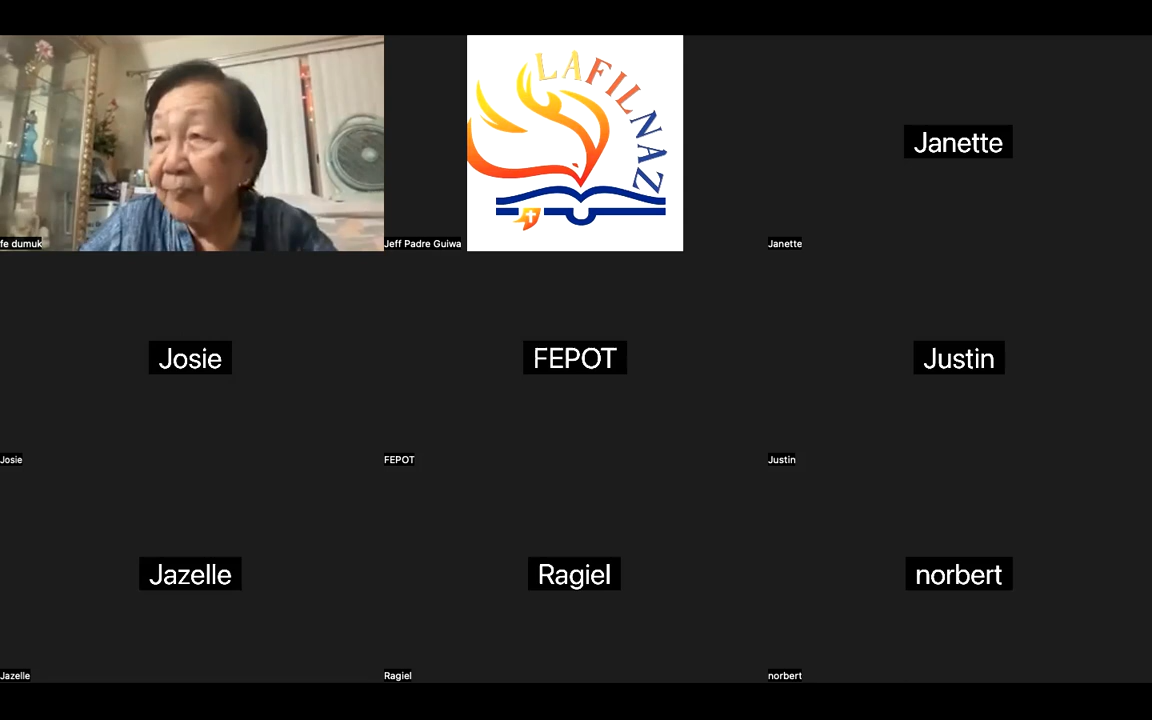 LAFILNAZ
Janette
fe dumuk
Jeff Padre Guiwa
Janette
Josie
FEPOT
Justin
Josie
FEPOT
Justin
Jazelle
Ragiel
norbert
Jazelle
Ragiel
norbert